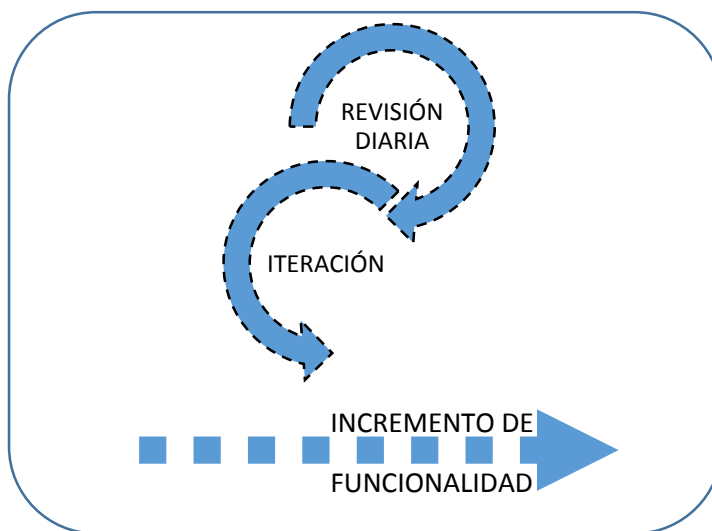 REVISIÓN
DIARIA
ITERACIÓN
INCREMENTO DE
FUNCIONALIDAD